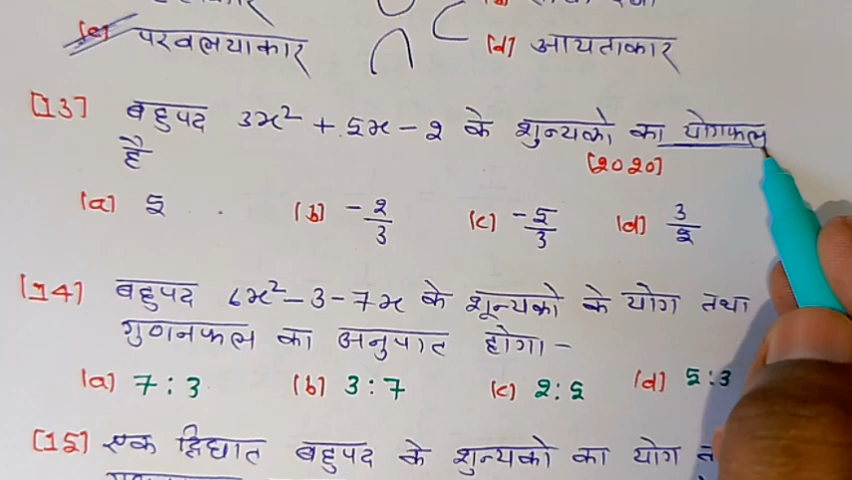 (c) परवलयाकार (d) आयताकार
[13] बहुपद 3x² + 5x - 2 के शुन्यको का योगफल
है [2020]
(a) 5 (b) -2/3 (c) -5/3 (d) 3/5
[14] बहुपद 6x² - 3 - 7x के शून्यको के योग तथा
गुणनफल का अनुपात होगा -
(a) 7 : 3 (b) 3 : 7 (c) 2 : 5 (d) 5 : 3
[15] एक द्विघात बहुपद के शुन्यको का योग